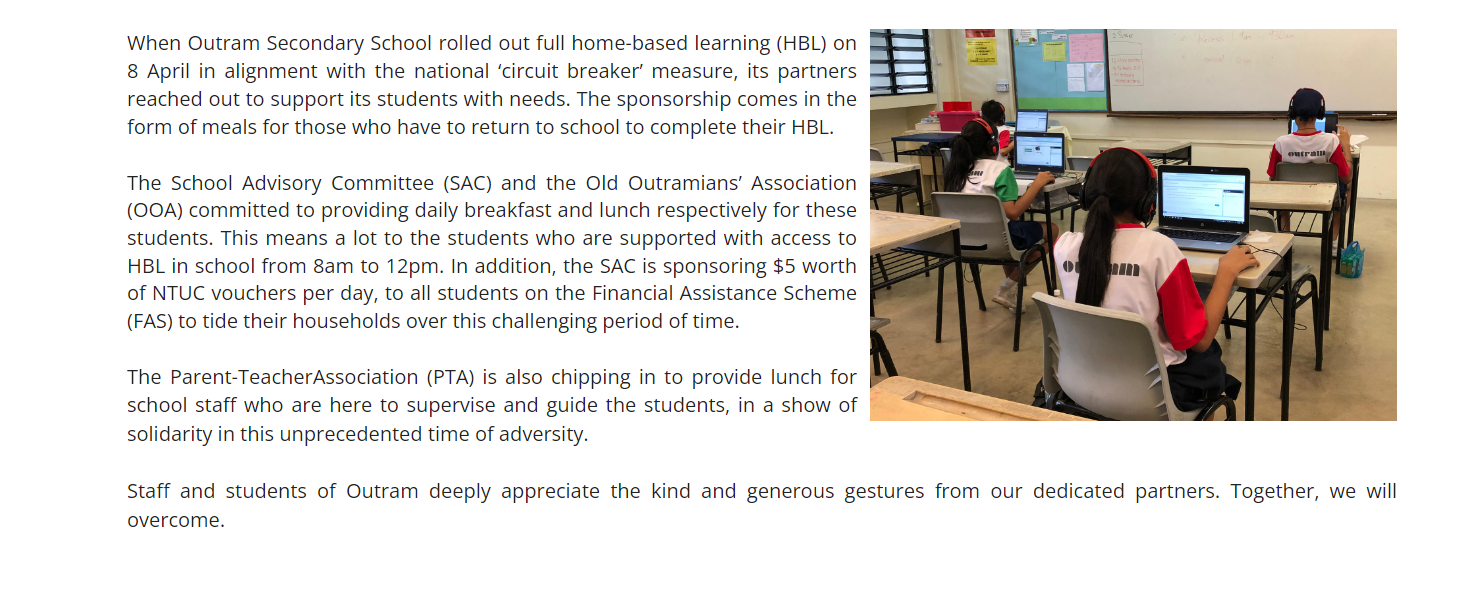 When Outram Secondary School rolled out full home-based learning (HBL) on
8 April in alignment with the national ‘circuit breaker’ measure, its partners
reached out to support its students with needs. The sponsorship comes in the
form of meals for those who have to return to school to complete their HBL.
The School Advisory Committee (SAC) and the Old Outramians’ Association
(OOA) committed to providing daily breakfast and lunch respectively for these
students. This means a lot to the students who are supported with access to
HBL in school from 8am to 12pm. In addition, the SAC is sponsoring $5 worth
of NTUC vouchers per day, to all students on the Financial Assistance Scheme
(FAS) to tide their households over this challenging period of time.
The Parent-TeacherAssociation (PTA) is also chipping in to provide lunch for
school staff who are here to supervise and guide the students, in a show of
solidarity in this unprecedented time of adversity.
Staff and students of Outram deeply appreciate the kind and generous gestures from our dedicated partners. Together, we will
overcome.
outram